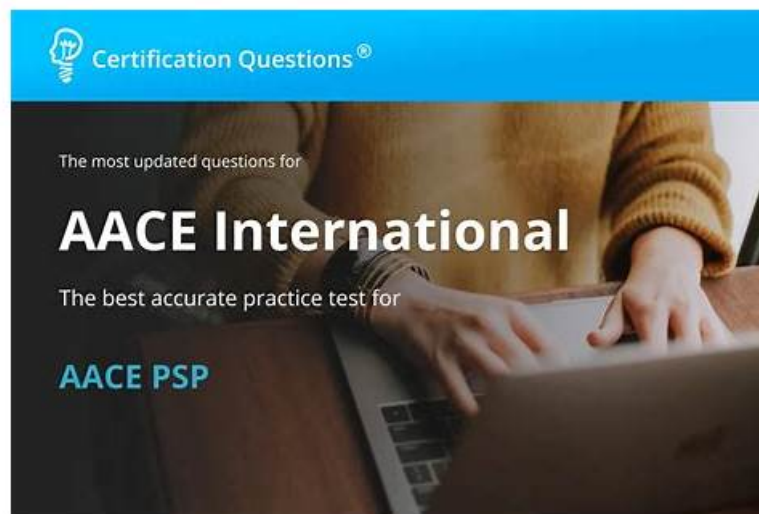 Certification Questions®
The most updated questions for
AACE International
The best accurate practice test for
AACE PSP